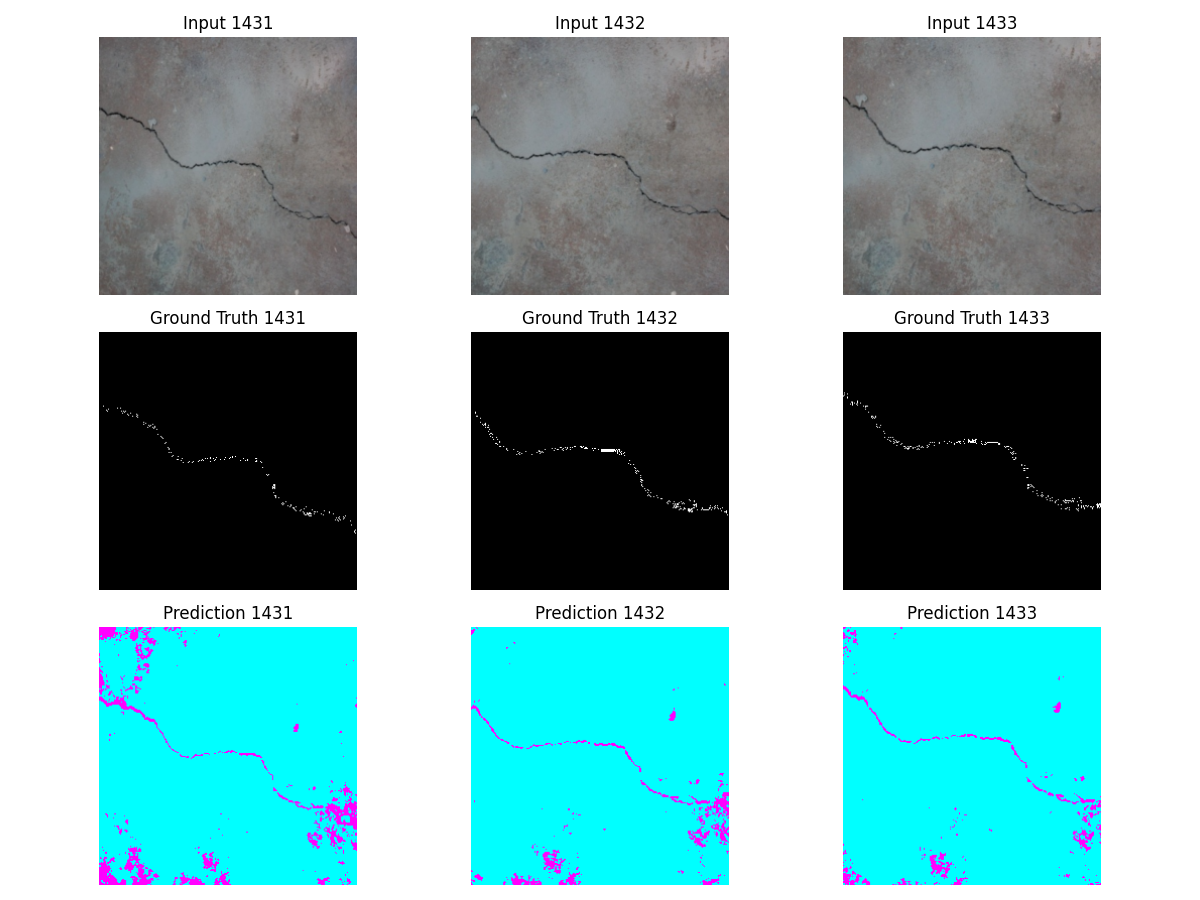 Input 1431
Input 1432
Input 1433
Ground Truth 1431
Ground Truth 1432
Ground Truth 1433
Prediction 1431
Prediction 1432
Prediction 1433